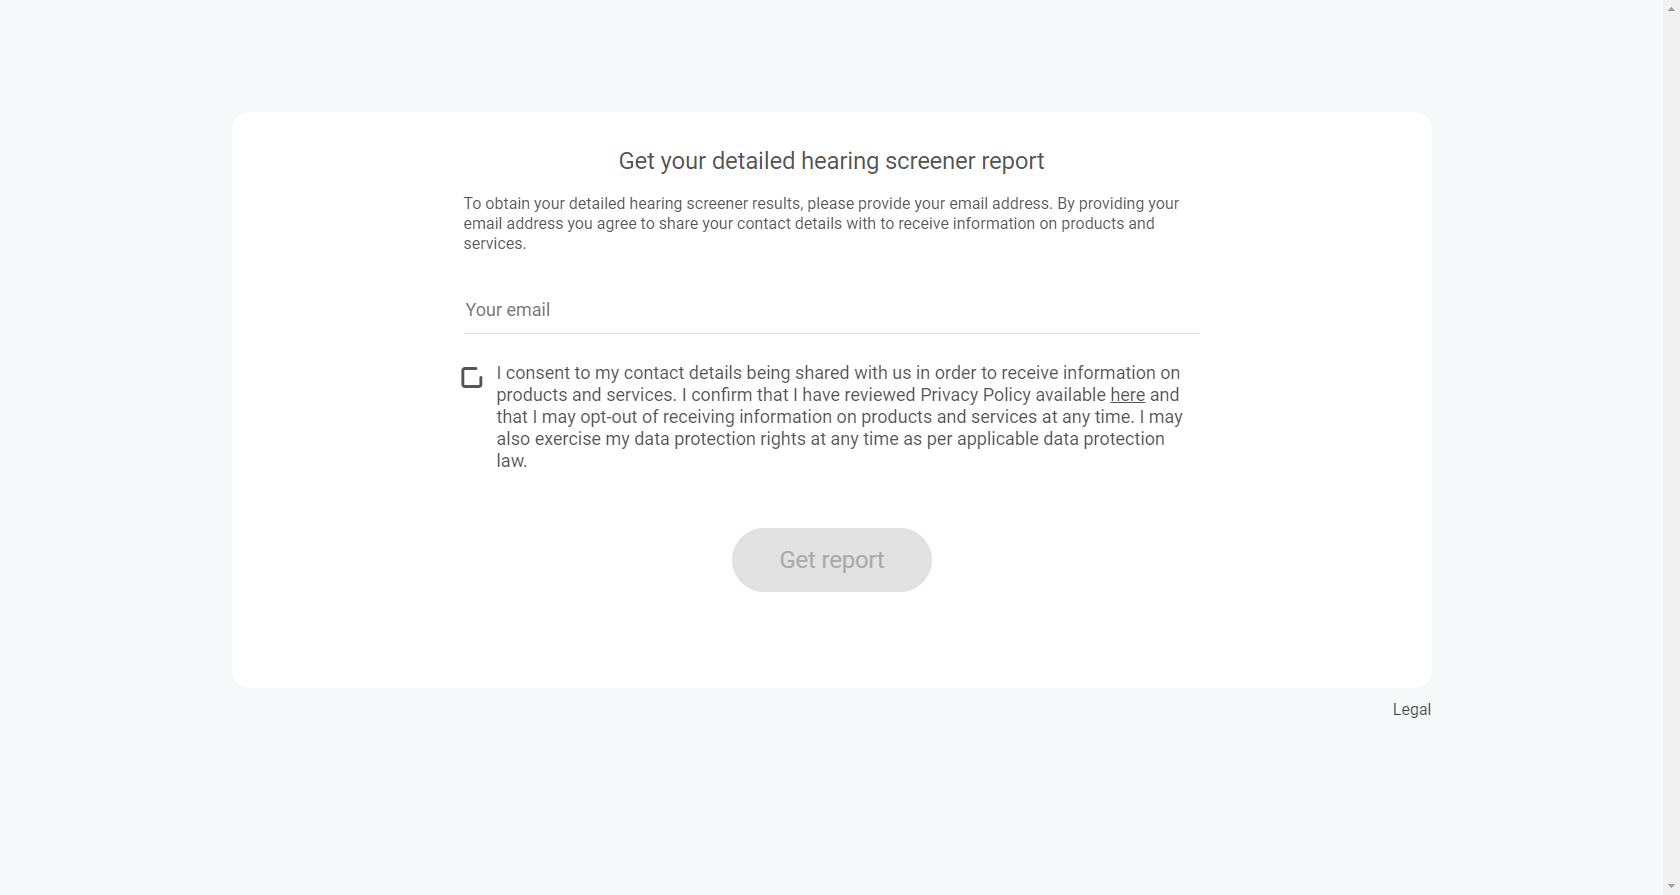 Get your detailed hearing screener report
To obtain your detailed hearing screener results, please provide your email address. By providing your
email address you agree to share your contact details with to receive information on products and
services.
Your email
I consent to my contact details being shared with us in order to receive information on
products and services. I confirm that I have reviewed Privacy Policy available here and
that I may opt-out of receiving information on products and services at any time. I may
also exercise my data protection rights at any time as per applicable data protection
law.
Get report
Legal